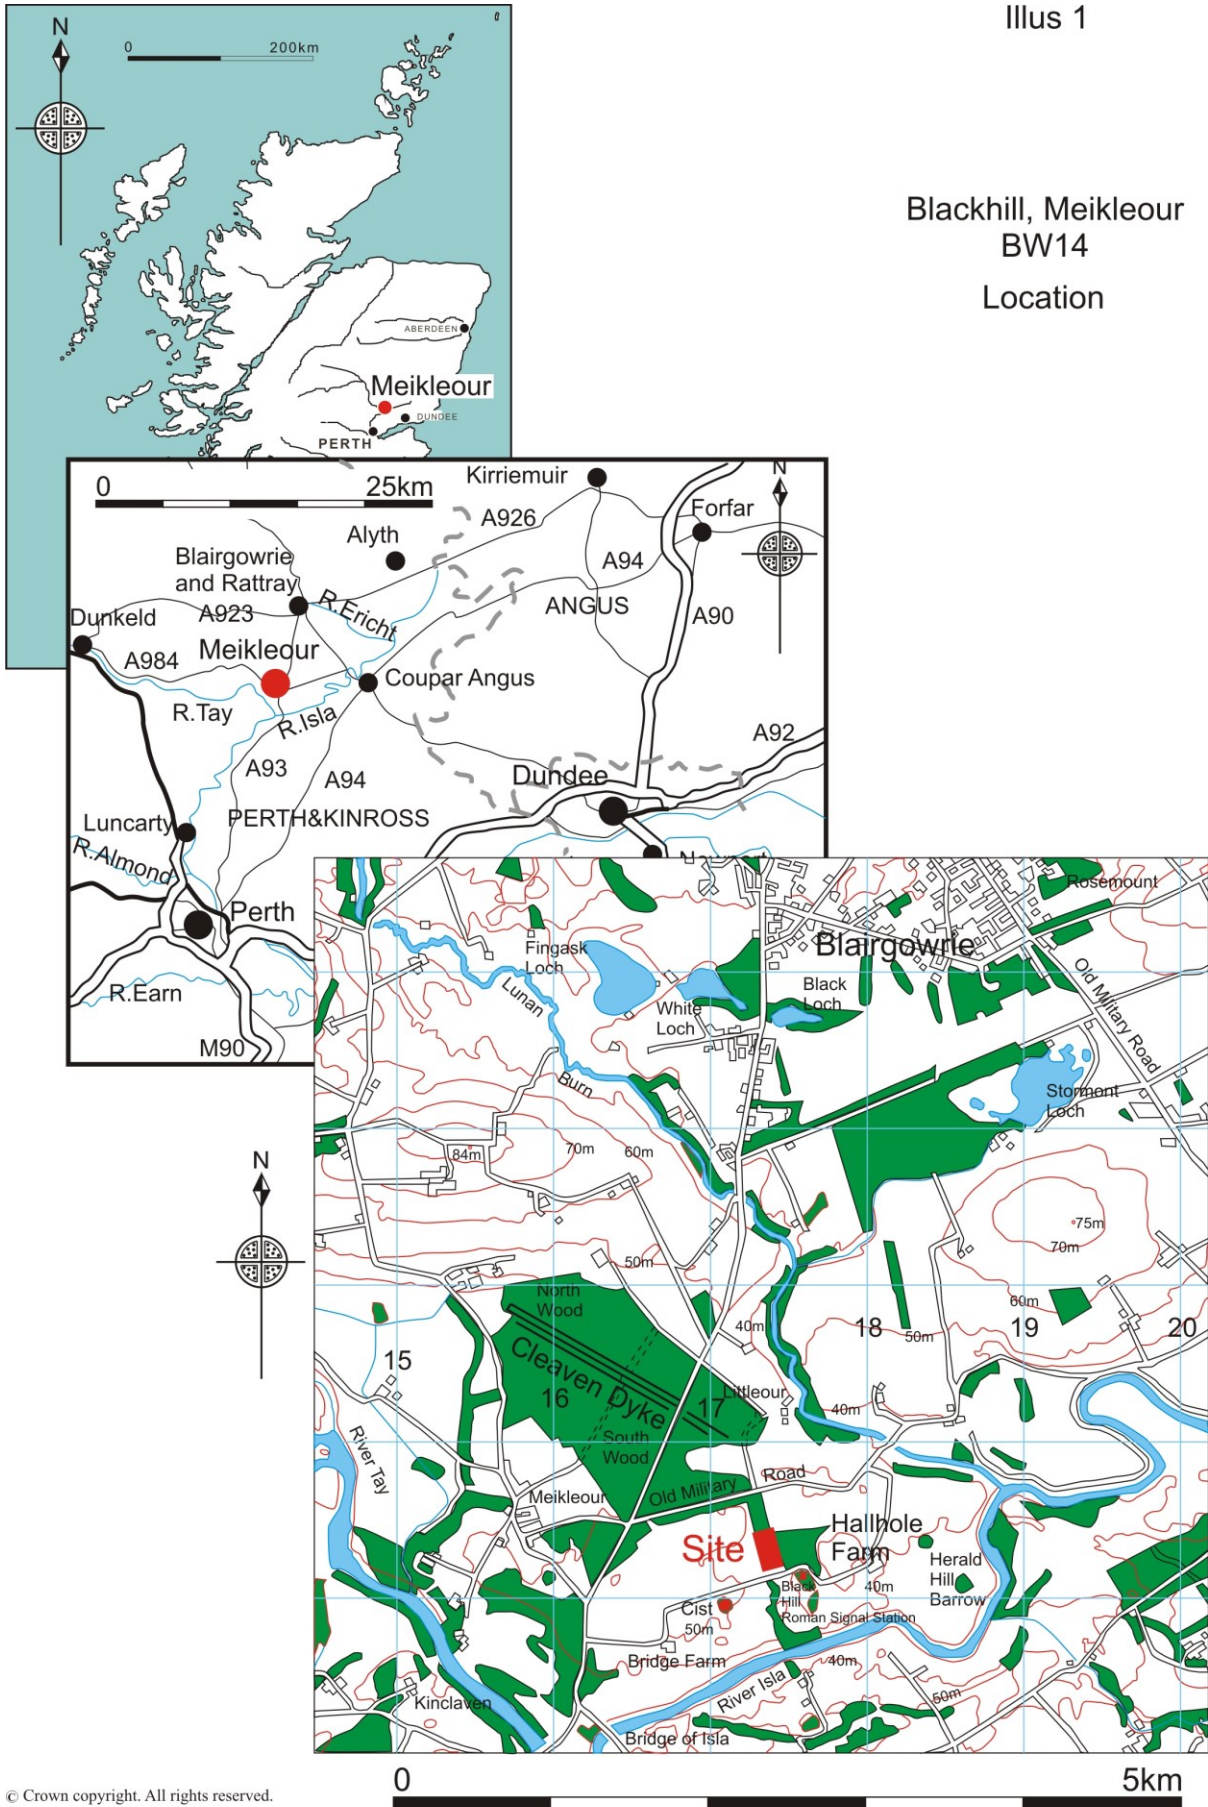 Illus 1
Blackhill, Meikleour
BW14
Location
N
0 200km
ABERDEEN
Meikleour
DUNDEE
PERTH
0 25km
N
Kirriemuir
Forfar
A926
Alyth
A94
Blairgowrie
and Rattray
R.Ericht
ANGUS
A90
A923
Dunkeld
Meikleour
A984
Coupar Angus
R.Tay
R.Isla
A92
A93
A94
Dundee
PERTH&KINROSS
Luncarty
R.Almond
Perth
R.Earn
M90
Rosemount
Blairgowrie
Fingask
Loch
Lunan
White
Loch
Black
Loch
Old Military Road
Burn
Stormont
Loch
84m
70m
60m
75m
70m
N
50m
North
Wood
60m
40m
18
50m
19
20
15
Cleaven Dyke
16
17
Littleour
40m
South
Wood
River Tay
Meikleour
Old Military
Road
Site
Hallhole
Farm
Herald
Hill
Barrow
Black
Hill
40m
Roman Signal Station
Cist
50m
Bridge Farm
40m
River Isla
50m
Kinclaven
Bridge of Isla
0 5km
© Crown copyright. All rights reserved.